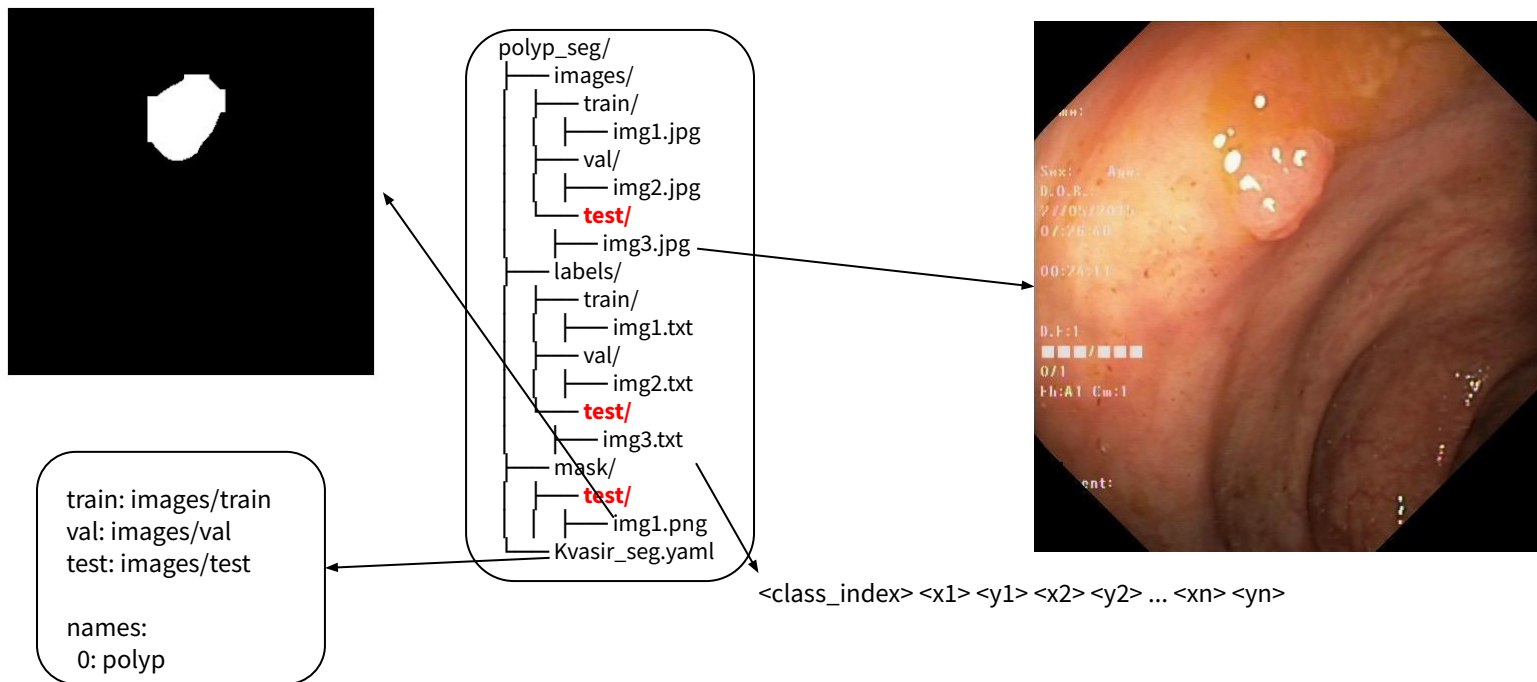 polyp_seg/
images/
train/
img1.jpg
val/
img2.jpg
test/
img3.jpg
labels/
train/
img1.txt
val/
img2.txt
test/
img3.txt
mask/
test/
img1.png
Kvasir_seg.yaml
train: images/train
val: images/val
test: images/test
names:
0: polyp
<class_index> <x1> <y1> <x2> <y2> ... <xn> <yn>
Sex: Age:
D.O.B.:
27/05/2015
07:26:40
00:24:11
D.F:1
0/1
Ph:A1 Cm:1